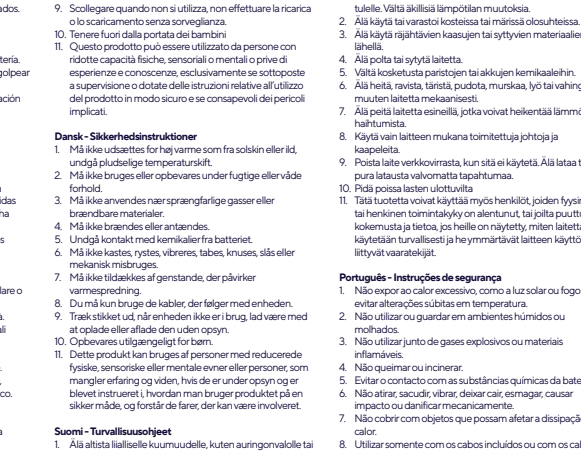 ados.
tería.
golpear
ación
idas
ha
s
lare o
a.
ali
e.
,
co.
a
9. Scollegare quando non si utilizza, non effettuare la ricarica
o lo scaricamento senza sorveglianza.
10. Tenere fuori dalla portata dei bambini
11. Questo prodotto può essere utilizzato da persone con
ridotte capacità fisiche, sensoriali o mentali o prive di
esperienze e conoscenze, esclusivamente se sottoposte
a supervisione o dotate delle istruzioni relative all'utilizzo
del prodotto in modo sicuro e se consapevoli dei pericoli
implicati.
Dansk - Sikkerhedsinstruktioner
1. Må ikke udsættes for høj varme som fra solskin eller ild,
undgå pludselige temperaturskift.
2. Må ikke bruges eller opbevares under fugtige eller våde
forhold.
3. Må ikke anvendes nær sprængfarlige gasser eller
brændbare materialer.
4. Må ikke brændes eller antændes.
5. Undgå kontakt med kemikalier fra batteriet.
6. Må ikke kastes, rystes, vibreres, tabes, knuses, slås eller
mekanisk misbruges.
7. Må ikke tildækkes af genstande, der påvirker
varmespredning.
8. Du må kun bruge de kabler, der følger med enheden.
9. Træk stikket ud, når enheden ikke er i brug, lad være med
at oplade eller aflade den uden opsyn.
10. Opbevares utilgængeligt for børn.
11. Dette produkt kan bruges af personer med reducerede
fysiske, sensoriske eller mentale evner eller personer, som
mangler erfaring og viden, hvis de er under opsyn og er
blevet instrueret i, hvordan man bruger produktet på en
sikker måde, og forstår de farer, der kan være involveret.
Suomi - Turvallisuusohjeet
1. Älä altista liialliselle kuumuudelle, kuten auringonvalolle tai
tulelle. Vältä äkillisiä lämpötilan muutoksia.
2. Älä käytä tai varastoi kosteissa tai märissä olosuhteissa.
3. Älä käytä räjähtävien kaasujen tai syttyvien materiaalien
lähellä.
4. Älä polta tai sytytä laitetta.
5. Vältä kosketusta paristojen tai akkujen kemikaaleihin.
6. Älä heitä, ravista, täristä, pudota, murskaa, lyö tai vahing
muuten laitetta mekaanisesti.
7. Älä peitä laitetta esineillä, jotka voivat heikentää lämmö
haihtumista.
8. Käytä vain laitteen mukana toimitettuja johtoja ja
kaapeleita.
9. Poista laite verkkovirrasta, kun sitä ei käytetä. Älä lataa t
pura latausta valvomatta tapahtumaa.
10. Pidä poissa lasten ulottuvilta
11. Tätä tuotetta voivat käyttää myös henkilöt, joiden fyysin
tai henkinen toimintakyky on alentunut, tai joilta puuttu
kokemusta ja tietoa, jos heille on näytetty, miten laitetta
käytetään turvallisesti ja he ymmärtävät laitteen käyttö
liittyvät vaaratekijät.
Português - Instruções de segurança
1. Não expor ao calor excessivo, como a luz solar ou fogo
evitar alterações súbitas em temperatura.
2. Não utilizar ou guardar em ambientes húmidos ou
molhados.
3. Não utilizar junto de gases explosivos ou materiais
inflamáveis.
4. Não queimar ou incinerar.
5. Evitar o contacto com as substâncias químicas da bate
6. Não atirar, sacudir, vibrar, deixar cair, esmagar, causar
impacto ou danificar mecanicamente.
7. Não cobrir com objetos que possam afetar a dissipaçã
calor.
8. Utilizar somente com os cabos incluídos ou com os cal